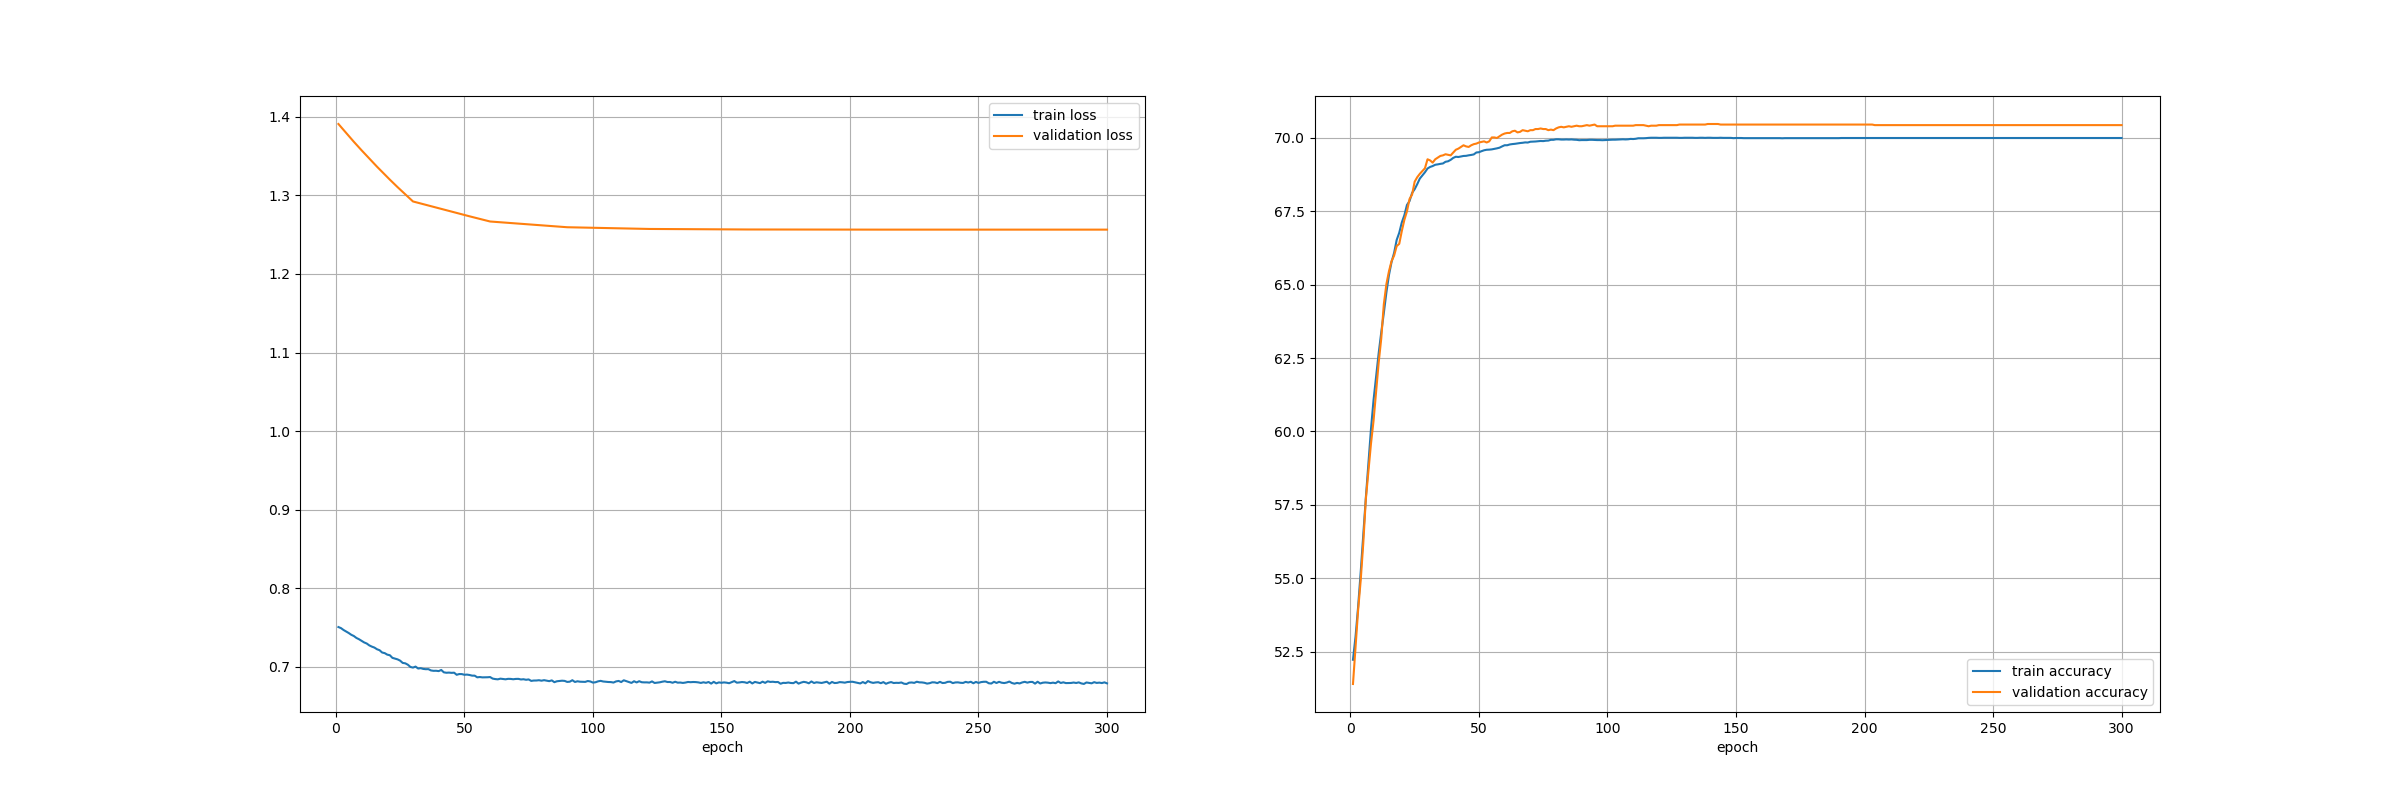 1.4
1.3
1.2
1.1
1.0
0.9
0.8
0.7
0 50 100 150 200 250 300
epoch
train loss
validation loss
70.0
67.5
65.0
62.5
60.0
57.5
55.0
52.5
0 50 100 150 200 250 300
epoch
train accuracy
validation accuracy